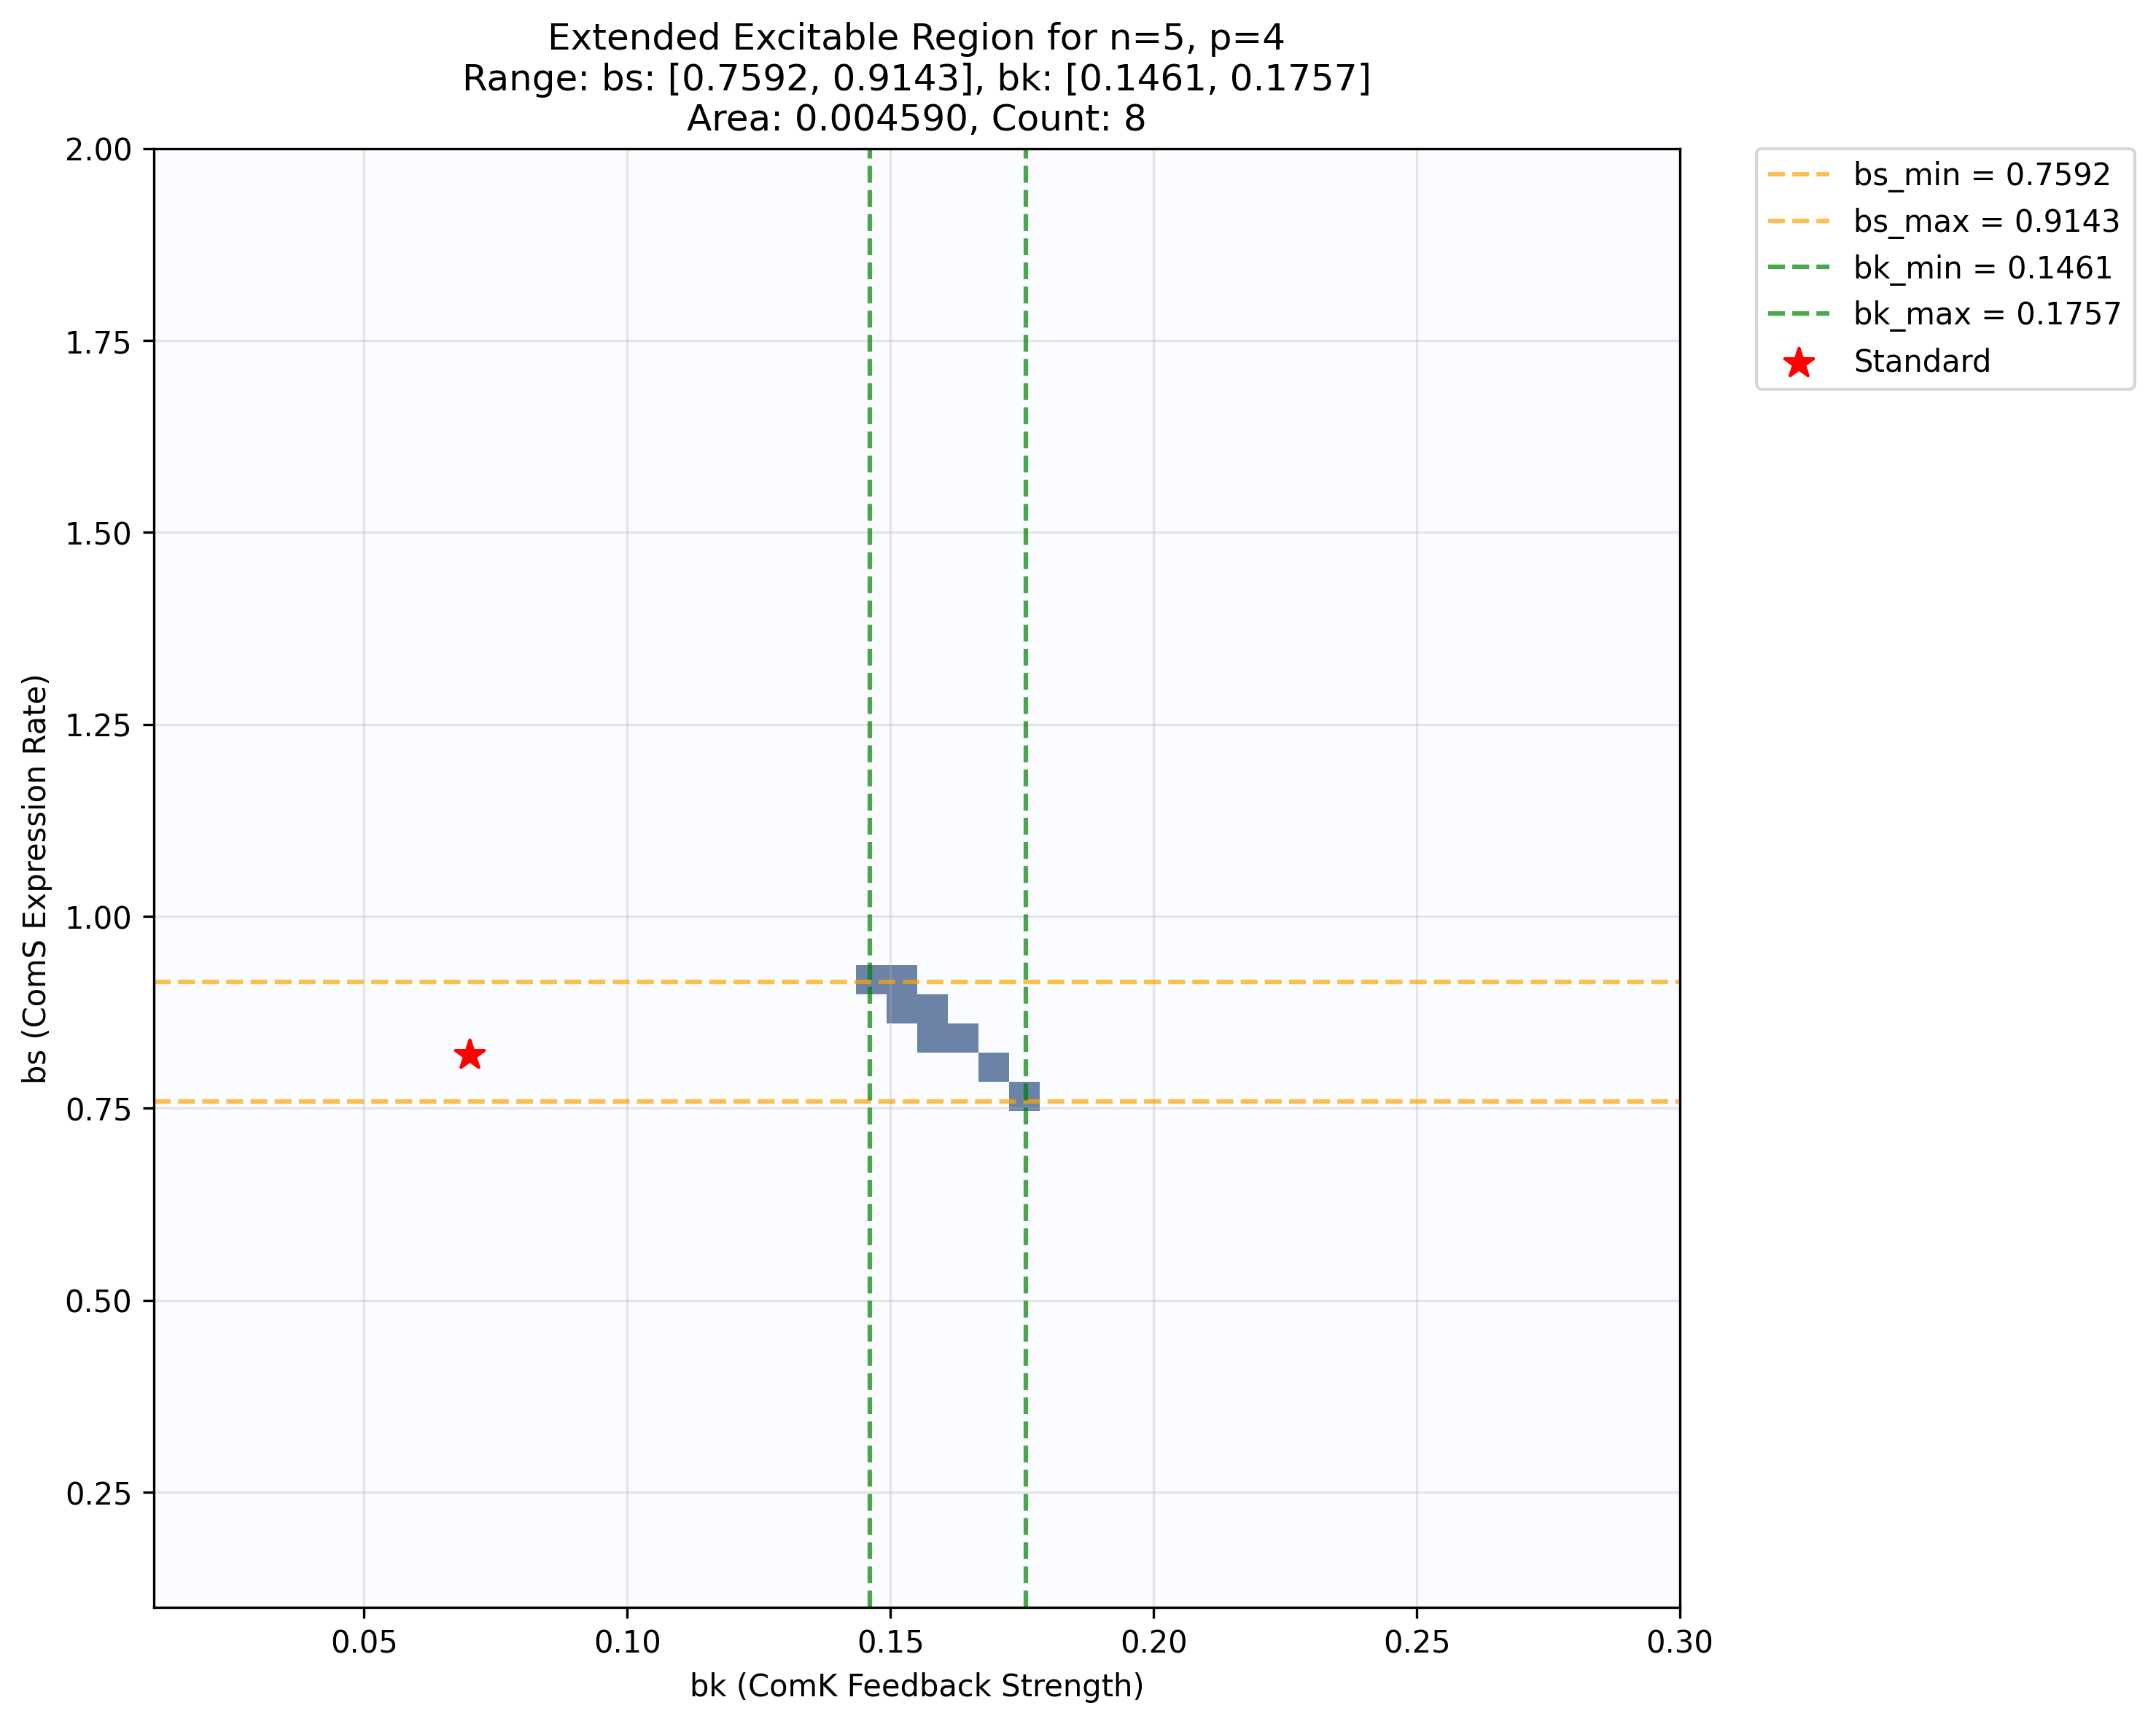 Extended Excitable Region for n=5, p=4
Range: bs: [0.7592, 0.9143], bk: [0.1461, 0.1757]
Area: 0.004590, Count: 8
2.00
1.75
1.50
1.25
1.00
0.75
0.50
0.25
bs (ComS Expression Rate)
0.05
0.10
0.15
0.20
0.25
0.30
bk (ComK Feedback Strength)
bs_min = 0.7592
bs_max = 0.9143
bk_min = 0.1461
bk_max = 0.1757
Standard